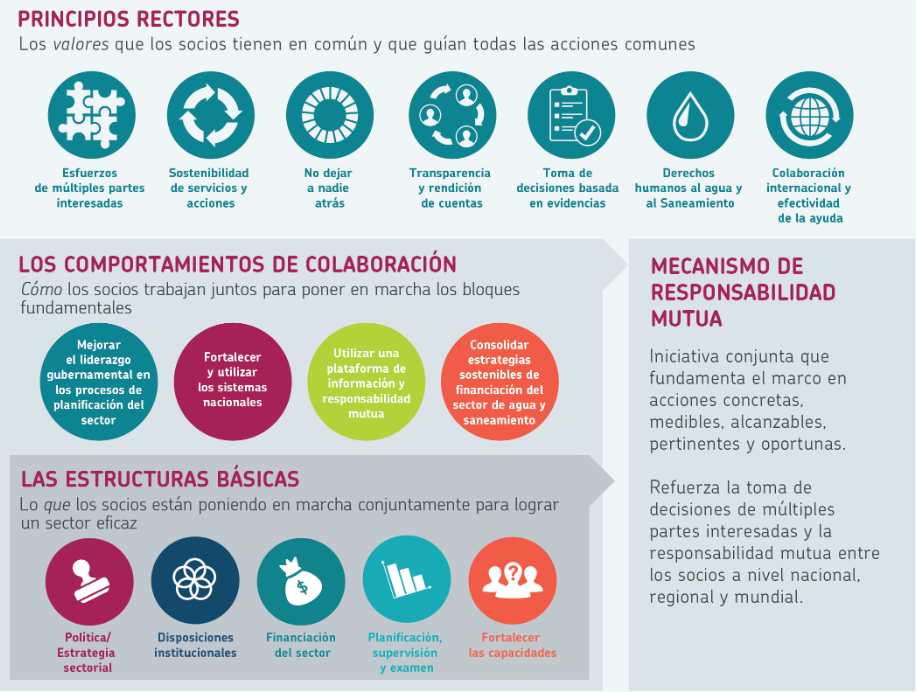 PRINCIPIOS RECTORES
Los valores que los socios tienen en común y que guían todas las acciones comunes
Esfuerzos
de múltiples partes
interesadas
Sostenibilidad
de servicios y
acciones
No dejar
a nadie
atrás
Transparencia
y rendición
de cuentas
Toma de
decisiones basada
en evidencias
Derechos
humanos al agua y
al Saneamiento
Colaboración
internacional y
efectividad
de la ayuda
LOS COMPORTAMIENTOS DE COLABORACIÓN
Cómo los socios trabajan juntos para poner en marcha los bloques
fundamentales
Mejorar
el liderazgo
gubernamental en
los procesos de
planificación del
sector
Fortalecer
y utilizar
los sistemas
nacionales
Utilizar una
plataforma de
información y
responsabilidad
mutua
Consolidar
estrategias
sostenibles de
financiación del
sector de agua y
saneamiento
LAS ESTRUCTURAS BÁSICAS
Lo que los socios están poniendo en marcha conjuntamente para lograr
un sector eficaz
Política/
Estrategia
sectorial
Disposiciones
institucionales
$
Financiación
del sector
Planificación,
supervisión
y examen
?
Fortalecer
las capacidades
MECANISMO DE
RESPONSABILIDAD
MUTUA
Iniciativa conjunta que
fundamenta el marco en
acciones concretas,
medibles, alcanzables,
pertinentes y oportunas.
Refuerza la toma de
decisiones de múltiples
partes interesadas y la
responsabilidad mutua entre
los socios a nivel nacional,
regional y mundial.